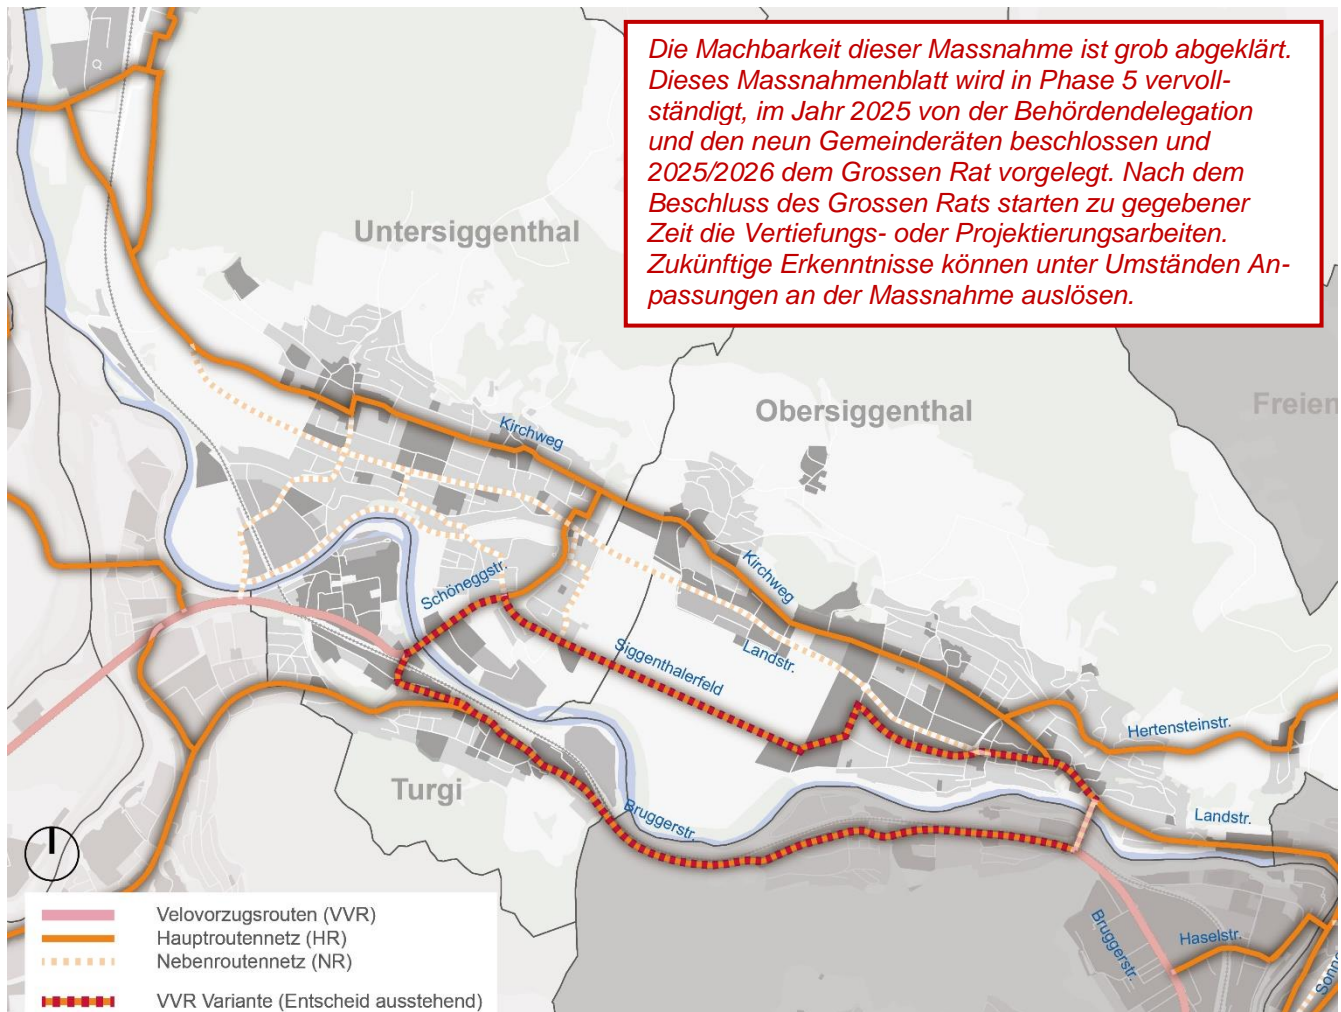 Die Machbarkeit dieser Massnahme ist grob abgeklärt.
Dieses Massnahmenblatt wird in Phase 5 vervoll-
ständigt, im Jahr 2025 von der Behördendelegation
und den neun Gemeinderäten beschlossen und
2025/2026 dem Grossen Rat vorgelegt. Nach dem
Beschluss des Grossen Rats starten zu gegebener
Zeit die Vertiefungs- oder Projektierungsarbeiten.
Zukünftige Erkenntnisse können unter Umständen An-
passungen an der Massnahme auslösen.
Untersiggenthal
Obersiggenthal
Freien
Kirchweg
Kirchweg
Schöneggstr.
Siggenthalerfeld
Landstr.
Hertensteinstr.
Turgi
Bruggerstr.
Landstr.
Bruggerstr.
Haselstr.
Sonne
Velovorzugsrouten (VVR)
Hauptroutennetz (HR)
Nebenroutennetz (NR)
VVR Variante (Entscheid ausstehend)